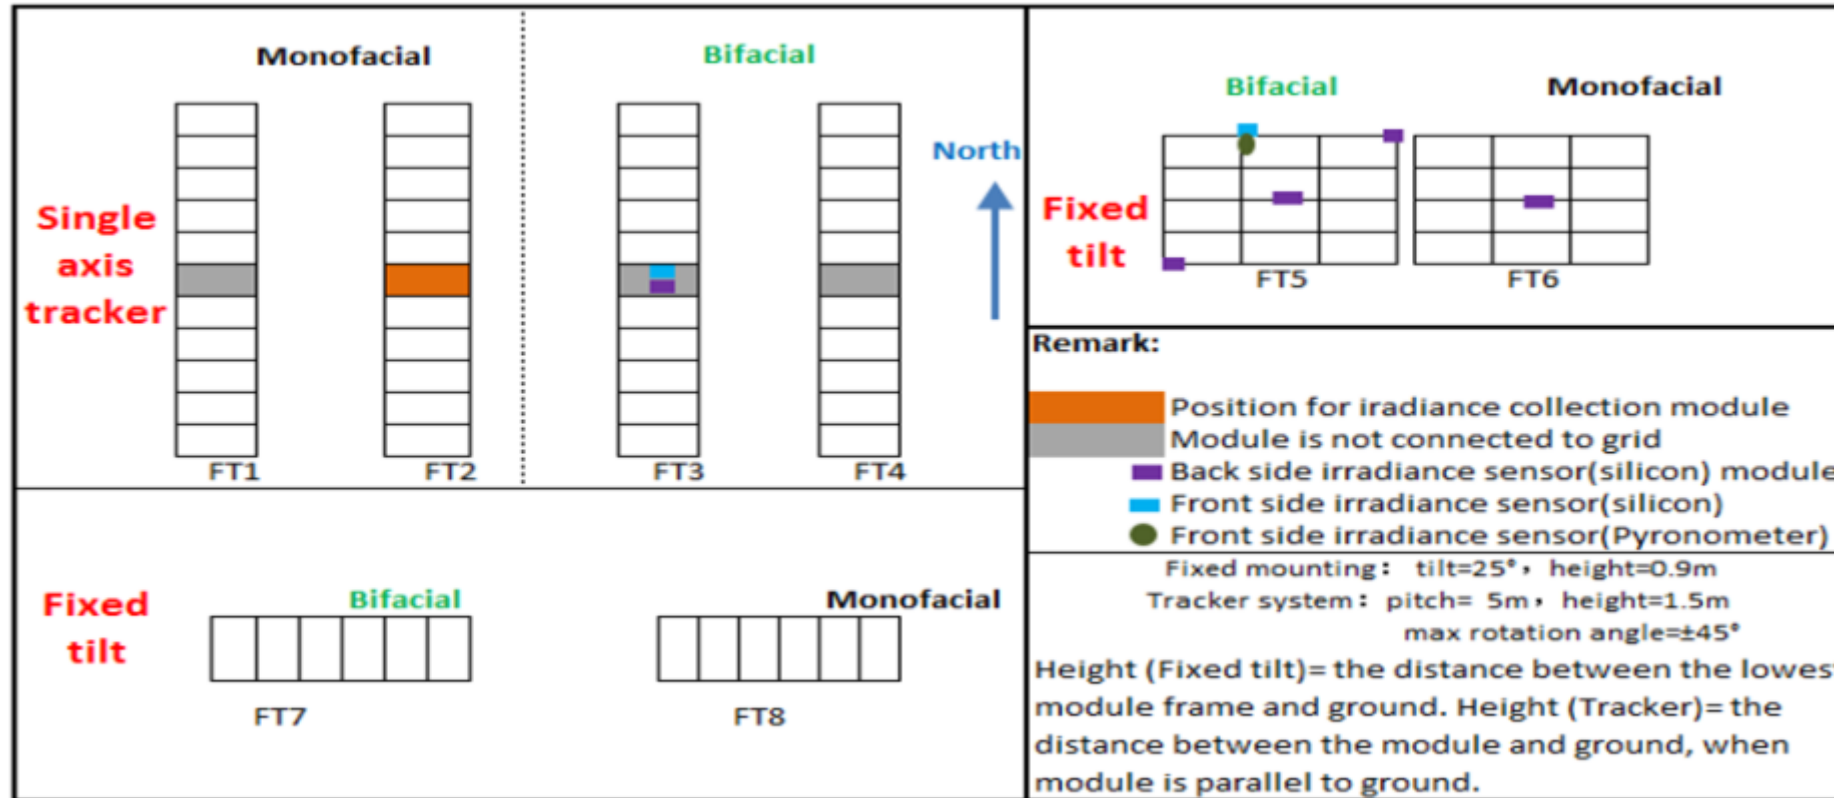 Monofacial
Bifacial
North
Single
axis
tracker
FT1
FT2
FT3
FT4
Bifacial
Monofacial
Fixed
tilt
FT5
FT6
Remark:
Position for iradiance collection module
Module is not connected to grid
Back side irradiance sensor(silicon) module
Front side irradiance sensor(silicon)
Front side irradiance sensor(Pyronometer)
Fixed
tilt
Bifacial
Monofacial
FT7
FT8
Fixed mounting： tilt=25°，height=0.9m
Tracker system：pitch= 5m，height=1.5m
max rotation angle=±45°
Height (Fixed tilt)= the distance between the lowest
module frame and ground. Height (Tracker)= the
distance between the module and ground, when
module is parallel to ground.